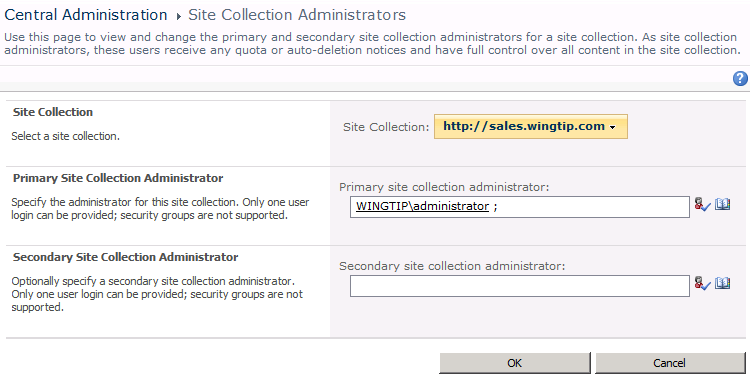 Central Administration ▸ Site Collection Administrators
Use this page to view and change the primary and secondary site collection administrators for a site collection. As site collection
administrators, these users receive any quota or auto-deletion notices and have full control over all content in the site collection.
Site Collection
Select a site collection.
Site Collection: http://sales.wingtip.com
Primary Site Collection Administrator
Specify the administrator for this site collection. Only one user
login can be provided; security groups are not supported.
Primary site collection administrator:
WINGTIP\administrator ;
Secondary Site Collection Administrator
Optionally specify a secondary site collection administrator.
Only one user login can be provided; security groups are not
supported.
Secondary site collection administrator:
OK Cancel